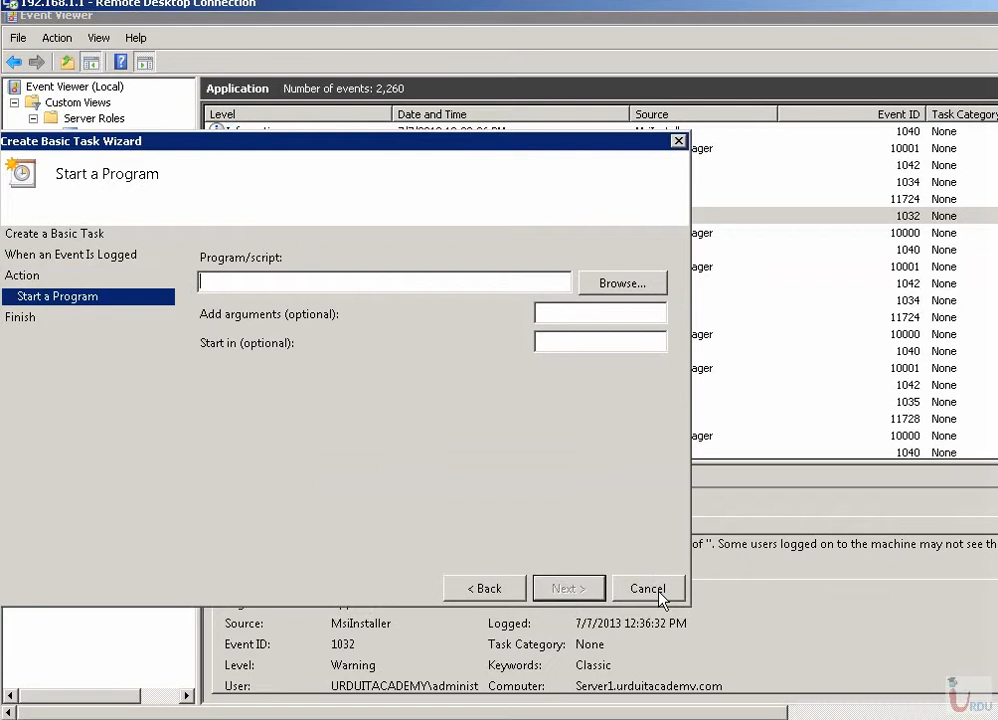 192.168.1.1 - Remote Desktop Connection
Event Viewer
File Action View Help
Event Viewer (Local)
Custom Views
Server Roles
Application Number of events: 2,260
Level Date and Time Source Event ID Task Category
1040 None
ager 10001 None
1042 None
1034 None
11724 None
1032 None
ager 10000 None
1040 None
ager 10001 None
1042 None
1034 None
11724 None
ager 10000 None
1040 None
ager 10001 None
1042 None
1035 None
11728 None
ager 10000 None
1040 None
Create Basic Task Wizard
Start a Program
Create a Basic Task
When an Event Is Logged
Action
Start a Program
Finish
Program/script:
Browse...
Add arguments (optional):
Start in (optional):
< Back Next > Cancel
of ''. Some users logged on to the machine may not see th
Source: MsiInstaller Logged: 7/7/2013 12:36:32 PM
Event ID: 1032 Task Category: None
Level: Warning Keywords: Classic
User: URDUITACADEMY\administ Computer: Server1.urduitacademy.com
URDU